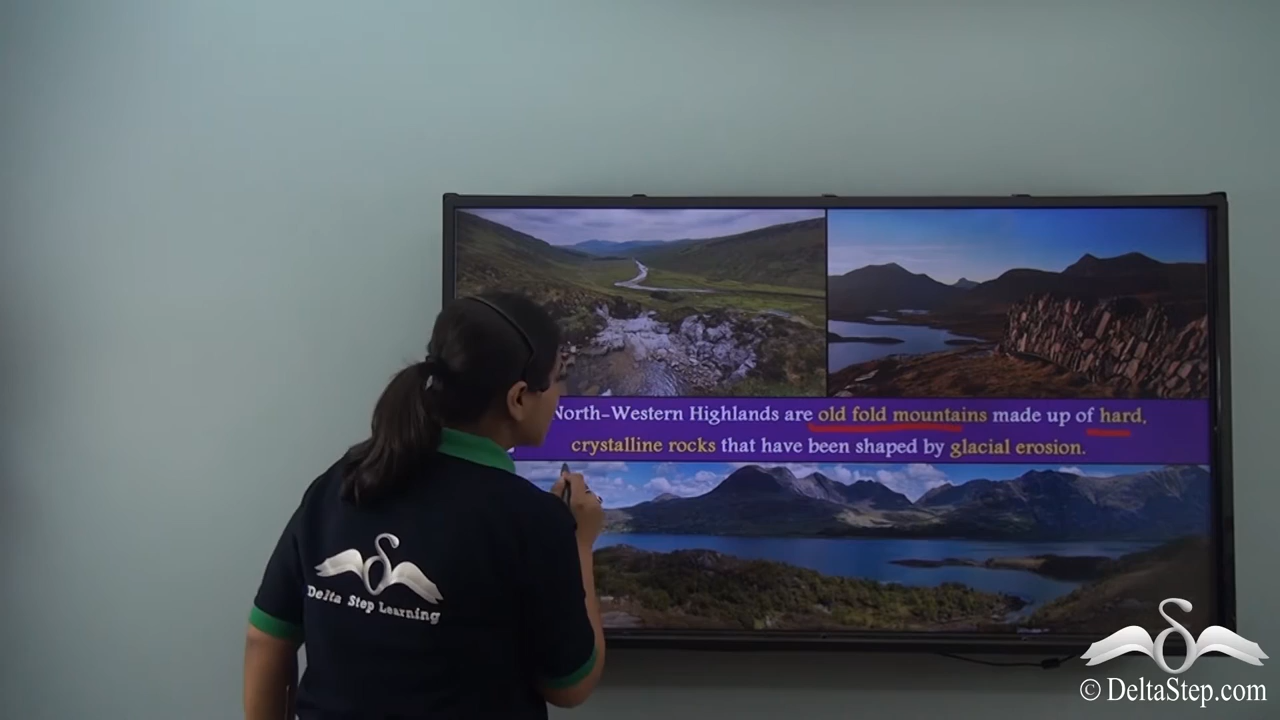 North-Western Highlands are old fold mountains made up of hard,
crystalline rocks that have been shaped by glacial erosion.
Delta Step Learning
© DeltaStep.com